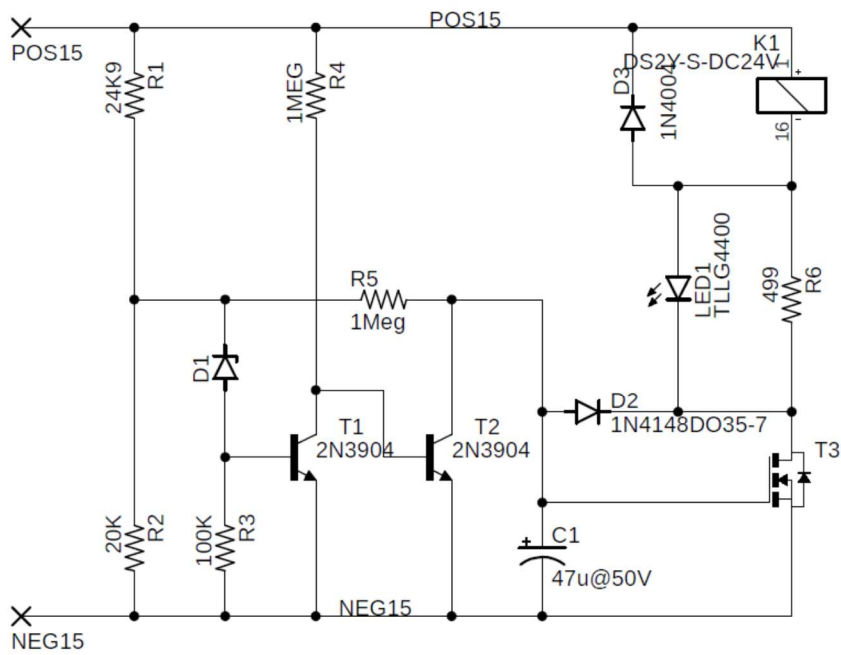 POS15
POS15
K1
DS2Y-S-DC24V
1
+
16
-
24K9
R1
1MEG
R4
D3
1N4004
R5
1Meg
LED1
TLLG4400
499
R6
D1
T1
2N3904
T2
2N3904
D2
1N4148DO35-7
T3
20K
R2
100K
R3
+
C1
47u@50V
NEG15
NEG15